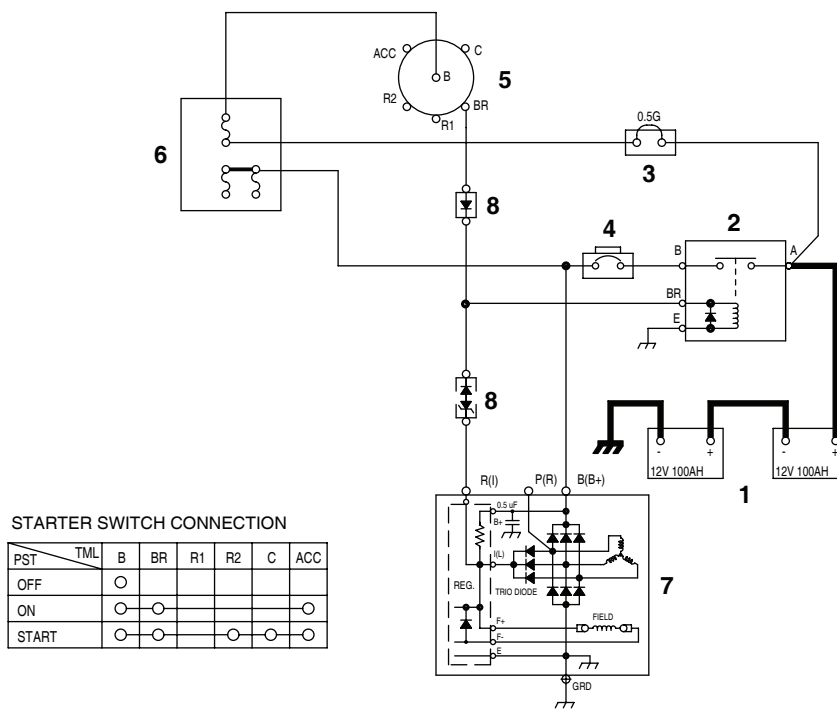 ACC
C
B
5
R2
BR
R1
6
0.5G
3
8
4
2
B
A
BR
E
8
-
+
-
+
12V 100AH
12V 100AH
1
R(I)
P(R)
B(B+)
0.5 uF
B+
I(L)
REG.
TRIO DIODE
7
F+
FIELD
F-
E
GRD
STARTER SWITCH CONNECTION
PST TML B BR R1 R2 C ACC
OFF
ON
START